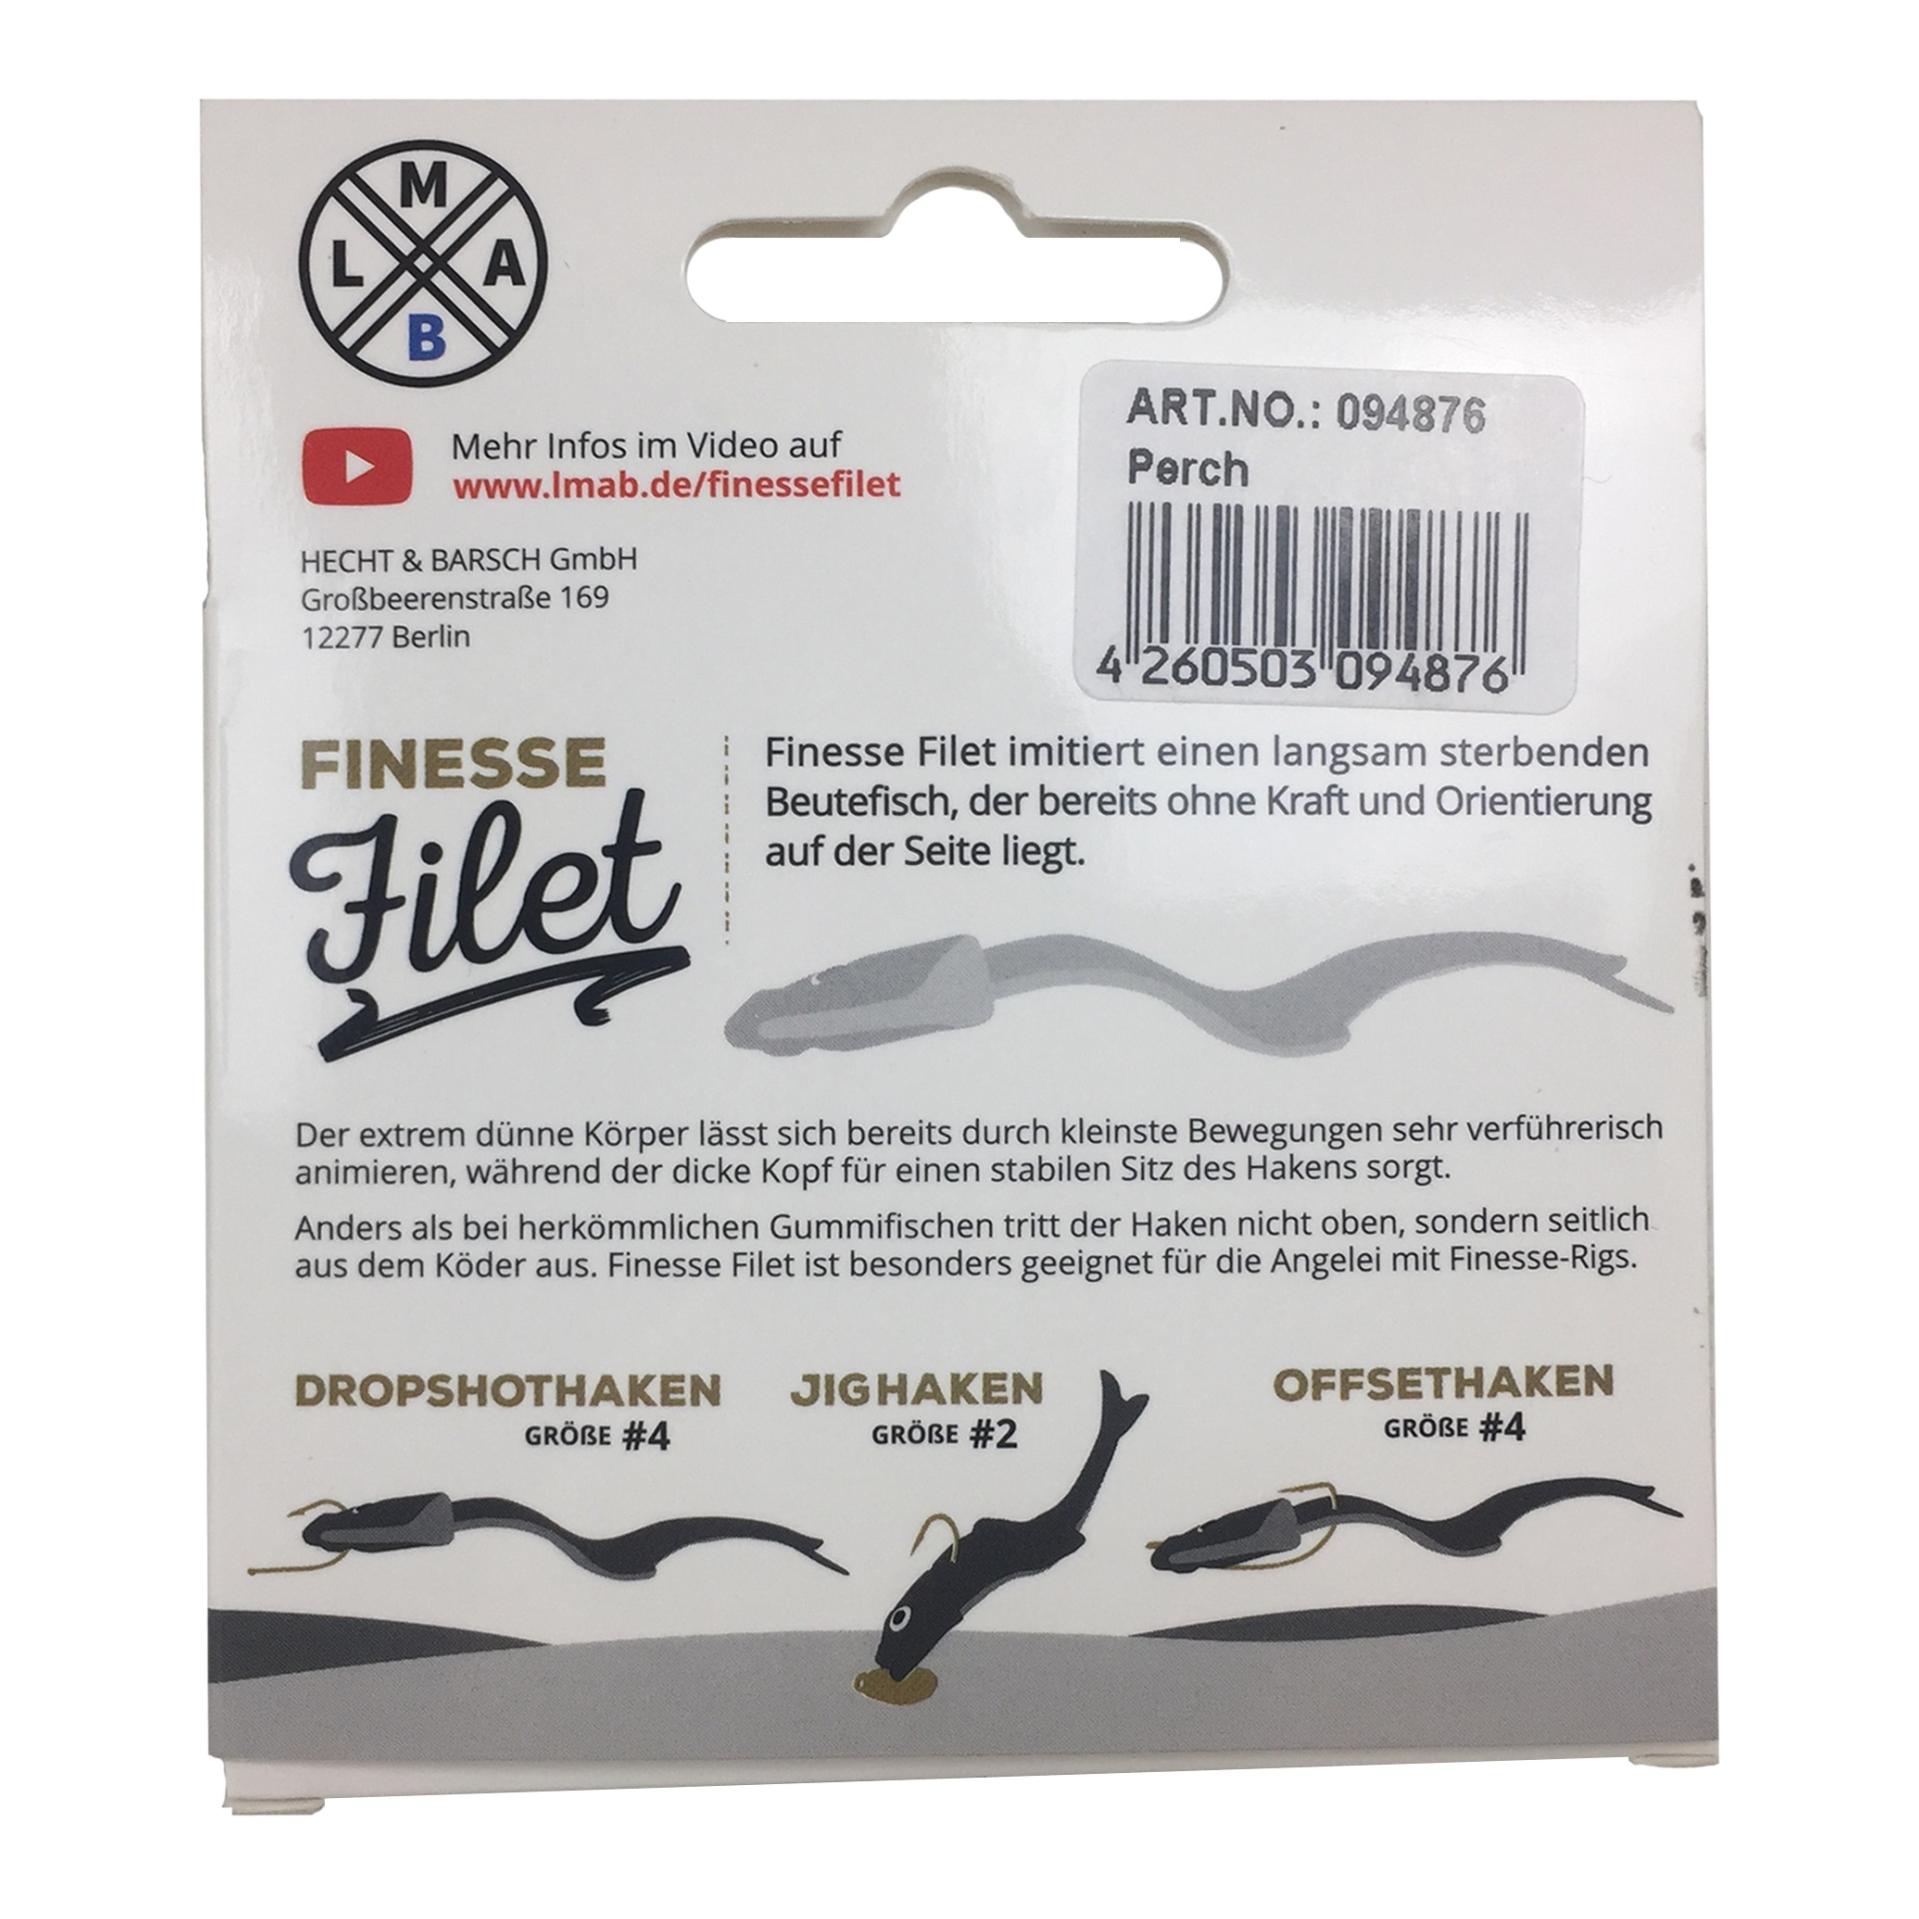 M
L A
B
Mehr Infos im Video auf
www.lmab.de/finessefilet
HECHT & BARSCH GmbH
Großbeerenstraße 169
12277 Berlin
ART.NO.: 094876
Perch
4 260503 094876
FINESSE
Filet
Finesse Filet imitiert einen langsam sterbenden
Beutefisch, der bereits ohne Kraft und Orientierung
auf der Seite liegt.
Der extrem dünne Körper lässt sich bereits durch kleinste Bewegungen sehr verführerisch
animieren, während der dicke Kopf für einen stabilen Sitz des Hakens sorgt.
Anders als bei herkömmlichen Gummifischen tritt der Haken nicht oben, sondern seitlich
aus dem Köder aus. Finesse Filet ist besonders geeignet für die Angelei mit Finesse-Rigs.
DROPSHOTHAKEN
GRÖßE #4
JIGHAKEN
GRÖßE #2
OFFSETHAKEN
GRÖßE #4